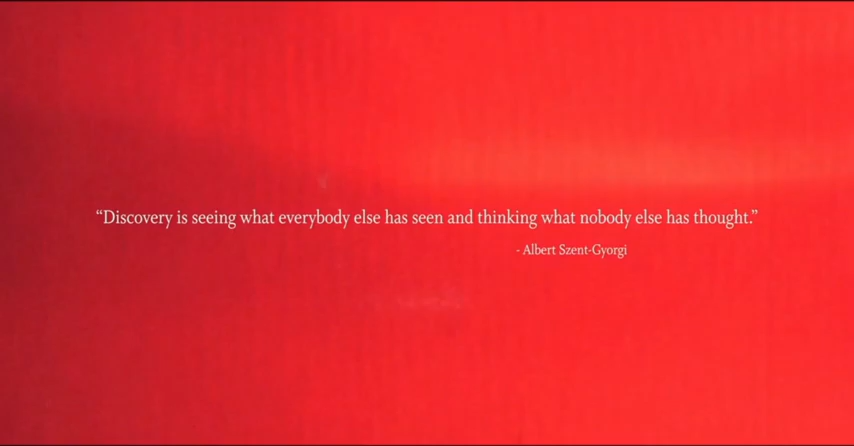 “Discovery is seeing what everybody else has seen and thinking what nobody else has thought.”
- Albert Szent-Gyorgi